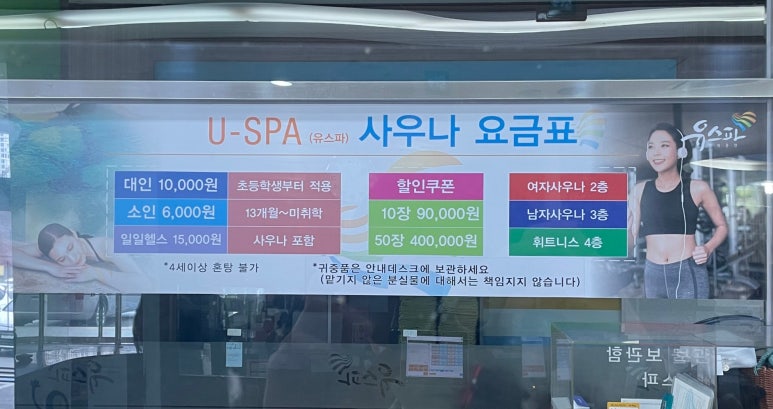 U-SPA (유스파) 사우나 요금표
유스파
대인 10,000원 초등학생부터 적용
소인 6,000원 13개월~미취학
일일헬스 15,000원 사우나 포함
할인쿠폰
10장 90,000원
50장 400,000원
여자사우나 2층
남자사우나 3층
휘트니스 4층
*4세이상 혼탕 불가
*귀중품은 안내데스크에 보관하세요
(맡기지 않은 분실물에 대해서는 책임지지 않습니다)
보관함
유스파